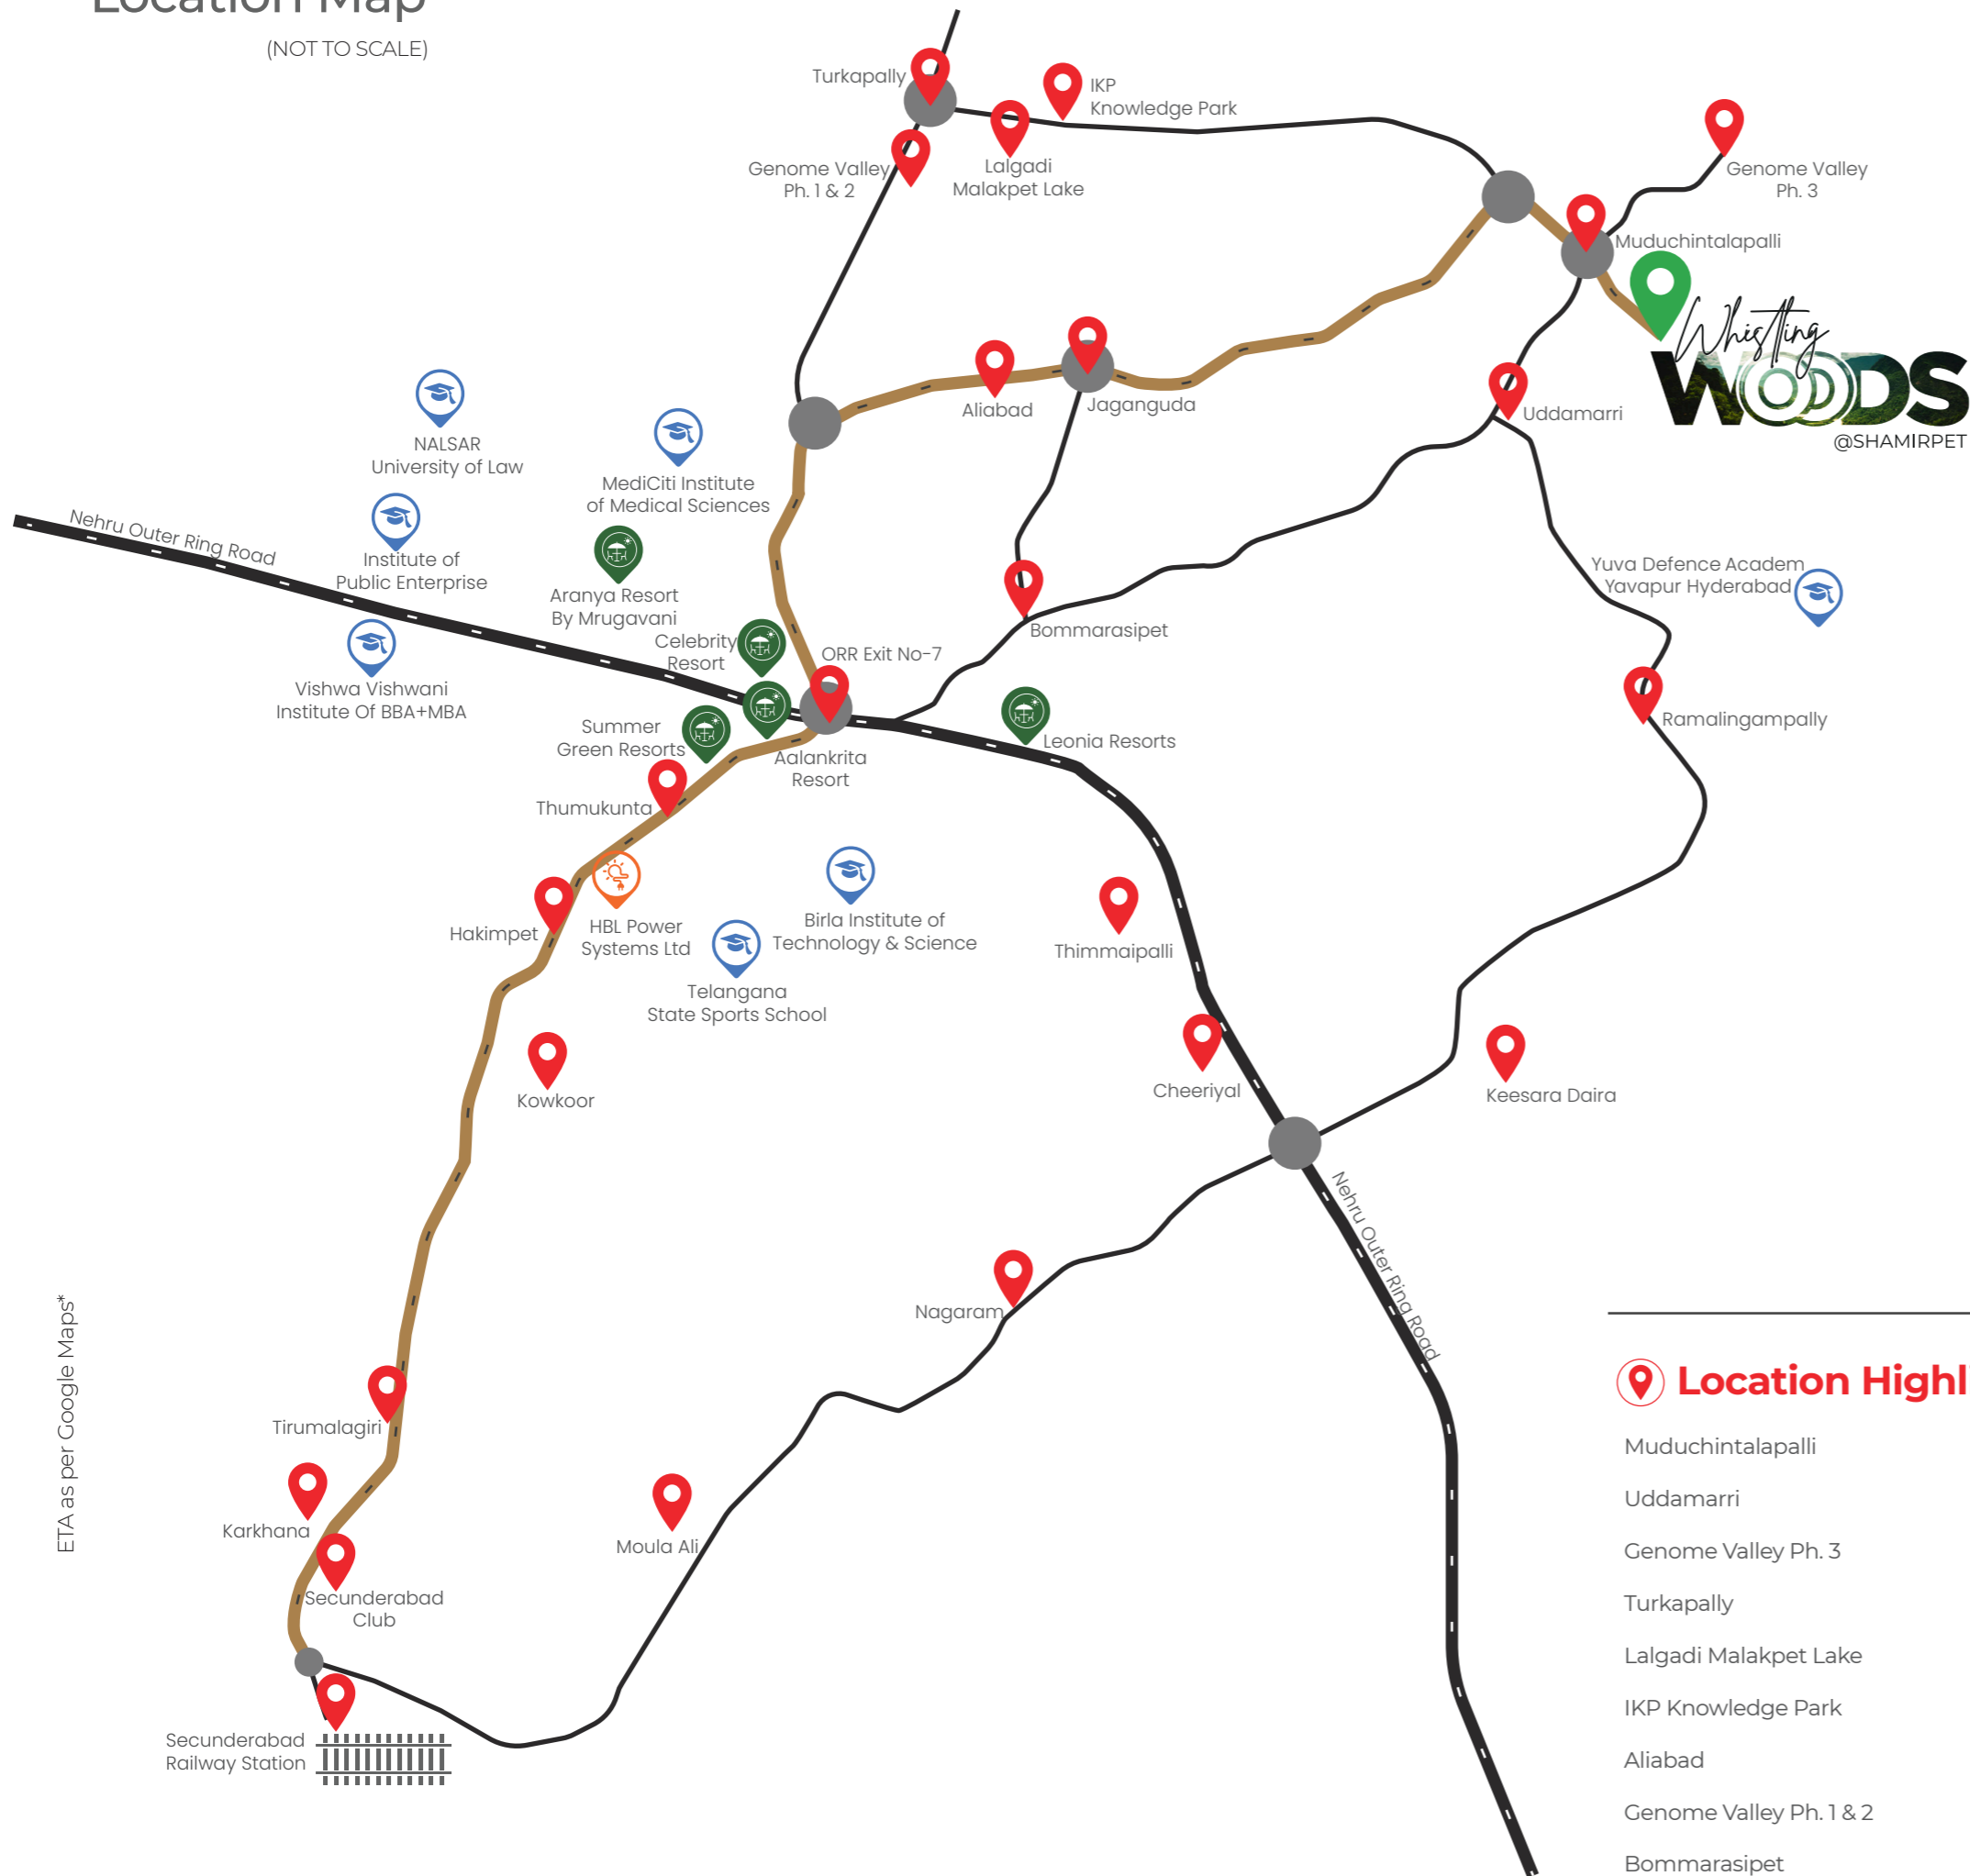 Location Map
(NOT TO SCALE)
Turkapally
IKP
Knowledge Park
Genome Valley
Ph. 1 & 2
Lalgadi
Malakpet Lake
Genome Valley
Ph. 3
Muduchintalapalli
Whistling
WOODS
@SHAMIRPET
Aliabad
Jaganguda
Uddamarri
NALSAR
University of Law
MediCiti Institute
of Medical Sciences
Nehru Outer Ring Road
Institute of
Public Enterprise
Aranya Resort
By Mrugavani
Yuva Defence Academ
Yavapur Hyderabad
Celebrity
Resort
ORR Exit No-7
Bommarasipet
Vishwa Vishwani
Institute Of BBA+MBA
Summer
Green Resorts
Aalankrita
Resort
Leonia Resorts
Ramalingampally
Thumukunta
Hakimpet
HBL Power
Systems Ltd
Birla Institute of
Technology & Science
Telangana
State Sports School
Thimmaipalli
Kowkoor
Cheeriyal
Keesara Daira
Nehru Outer Ring Road
Nagaram
Tirumalagiri
Karkhana
Secunderabad
Club
Moula Ali
Secunderabad
Railway Station
ETA as per Google Maps*
Location Highl
Muduchintalapalli
Uddamarri
Genome Valley Ph. 3
Turkapally
Lalgadi Malakpet Lake
IKP Knowledge Park
Aliabad
Genome Valley Ph. 1 & 2
Bommarasipet